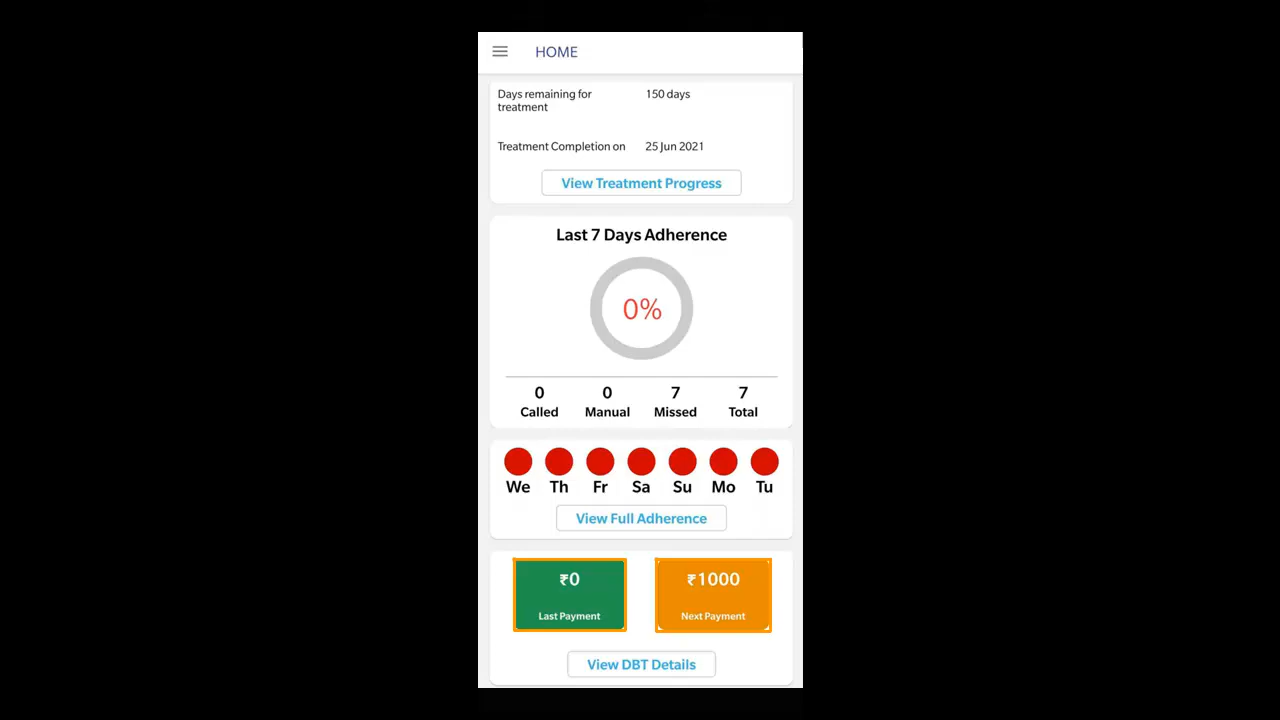 HOME
Days remaining for
treatment
150 days
Treatment Completion on
25 Jun 2021
View Treatment Progress
Last 7 Days Adherence
0%
0 0 7 7
Called Manual Missed Total
We Th Fr Sa Su Mo Tu
View Full Adherence
₹0
Last Payment
₹1000
Next Payment
View DBT Details